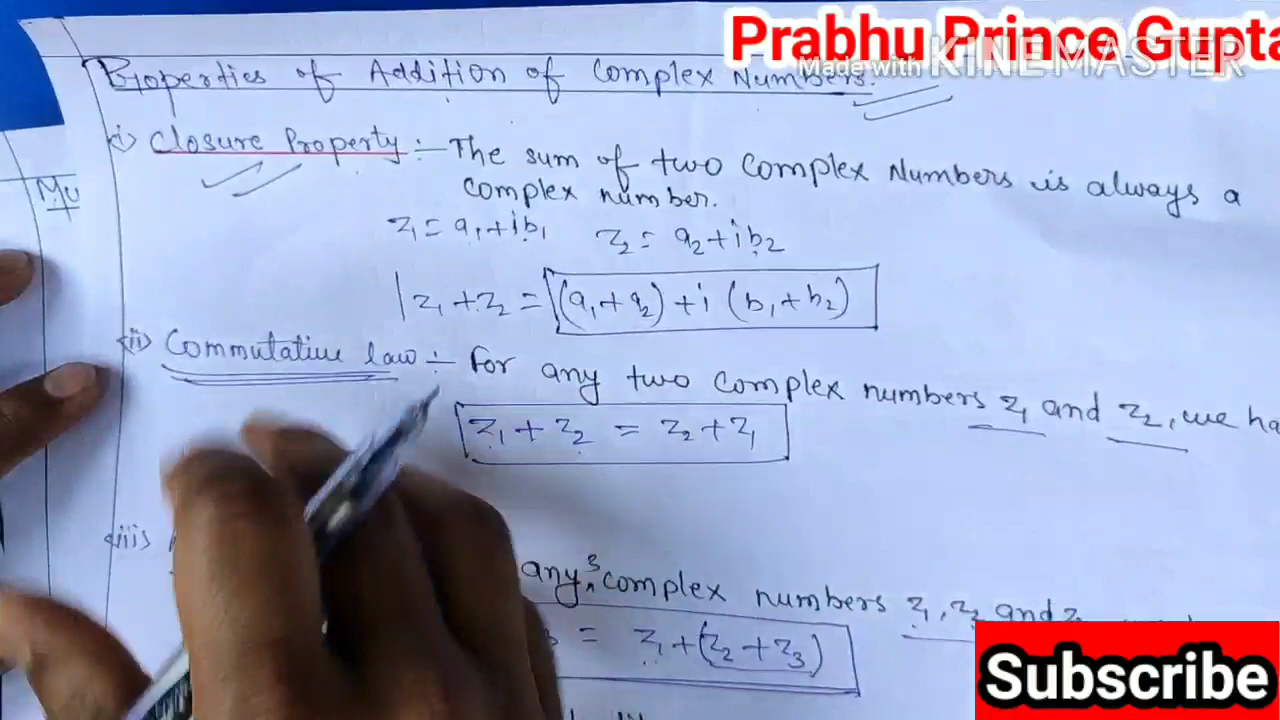 Prabhu Prince Gupta
Made with KINEMASTER
Properties of Addition of Complex Numbers.
(i) Closure Property :- The sum of two complex Numbers is always a
complex number.
z₁ = a₁+ib₁ z₂ = a₂+ib₂
z₁+z₂ = (a₁+a₂)+i (b₁+b₂)
(ii) Commutative law :- For any two complex numbers z₁ and z₂, we ha
z₁ + z₂ = z₂+z₁
(iii)
any 3 complex numbers z₁, z₂ and z
= z₁+(z₂+z₃)
Subscribe